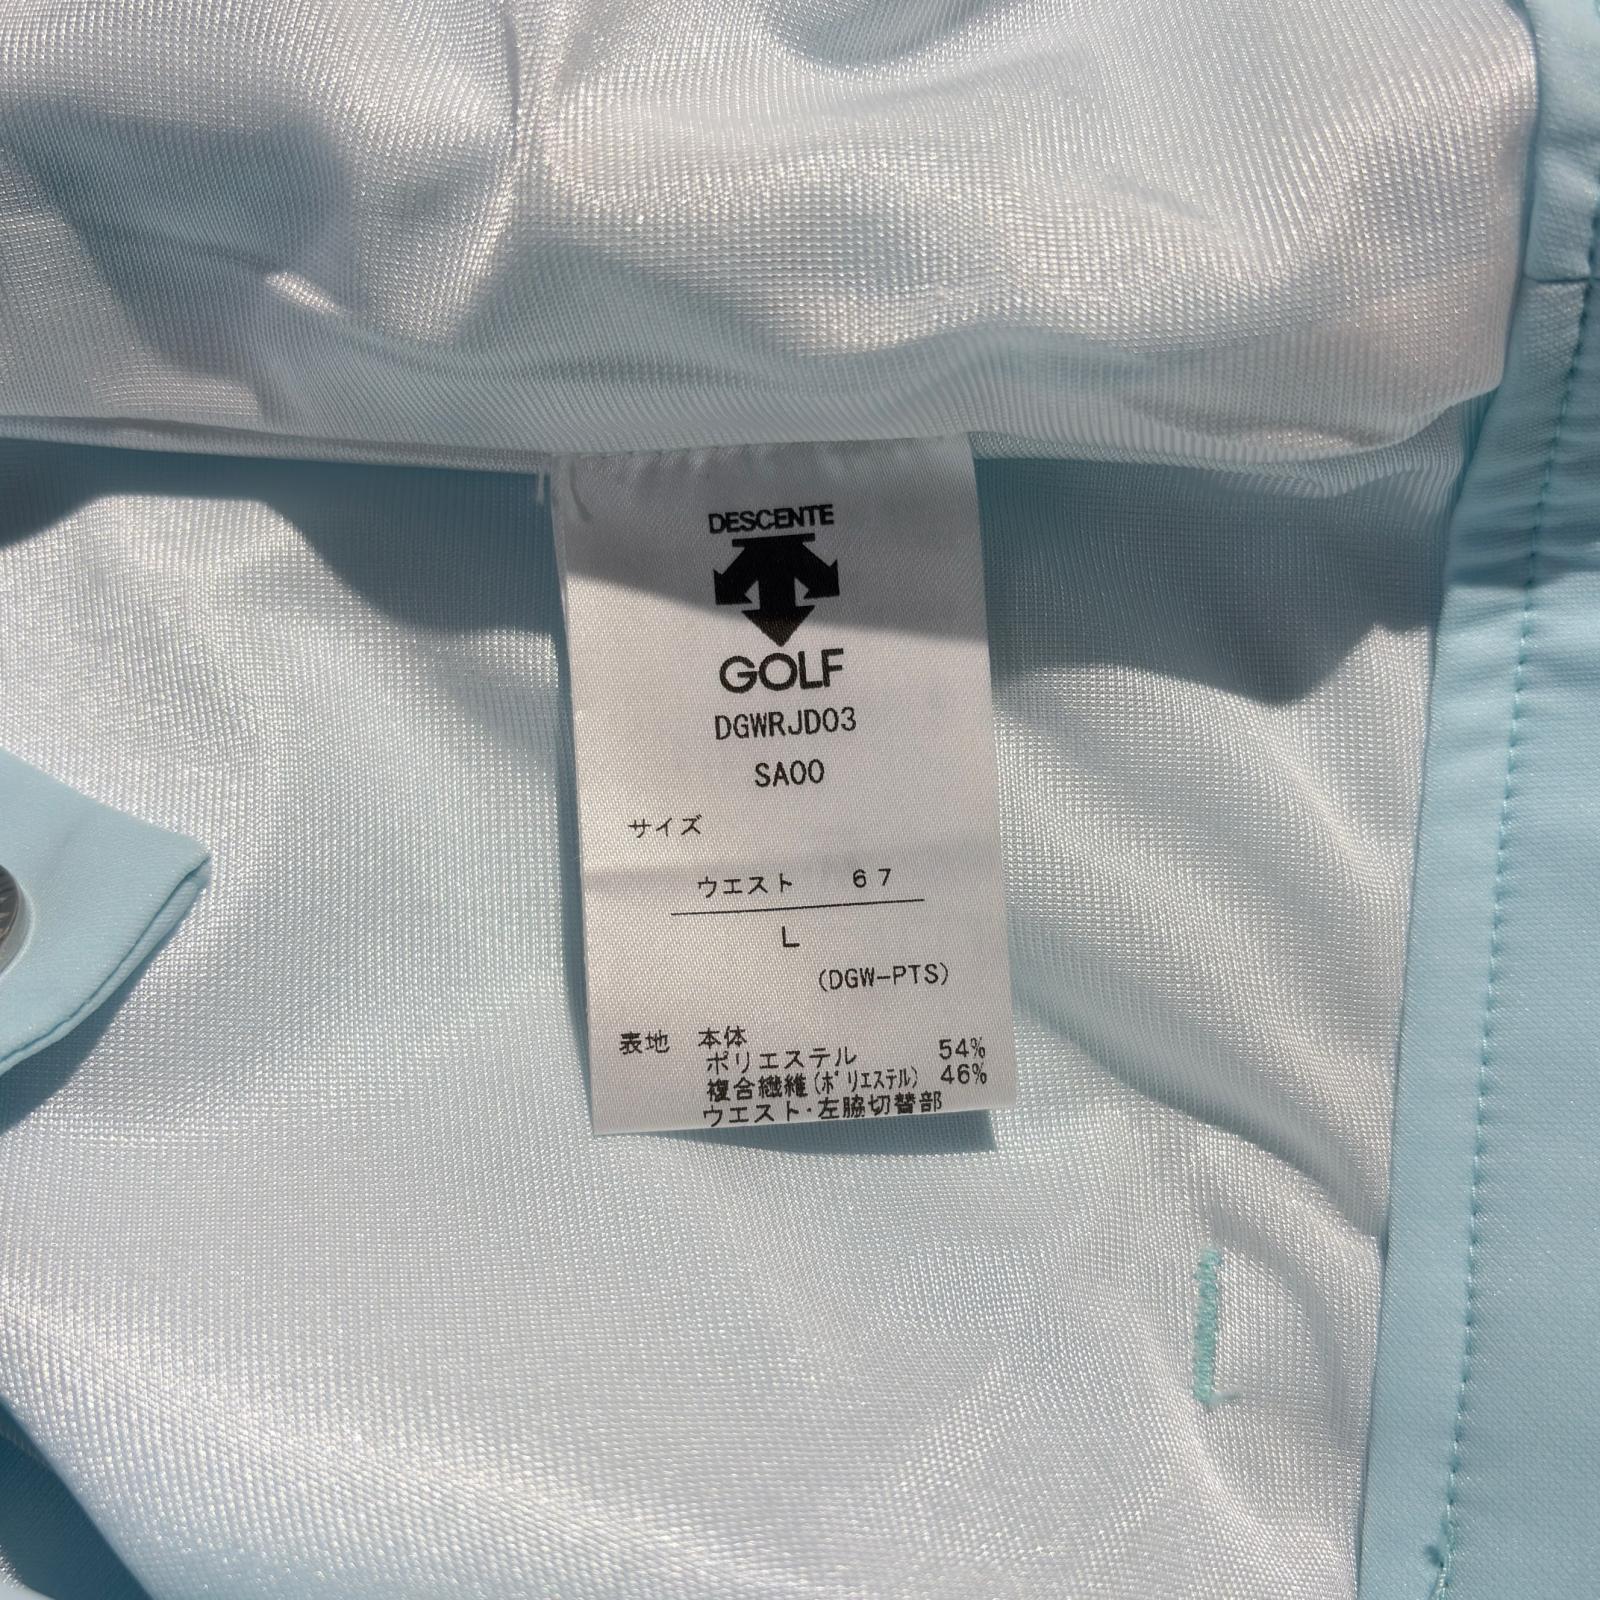 DESCENTE
GOLF
DGWRJD03
SA00
サイズ
ウエスト 67
L
(DGW-PTS)
表地 本体
ポリエステル 54%
複合繊維(ポリエステル) 46%
ウエスト・左脇切替部